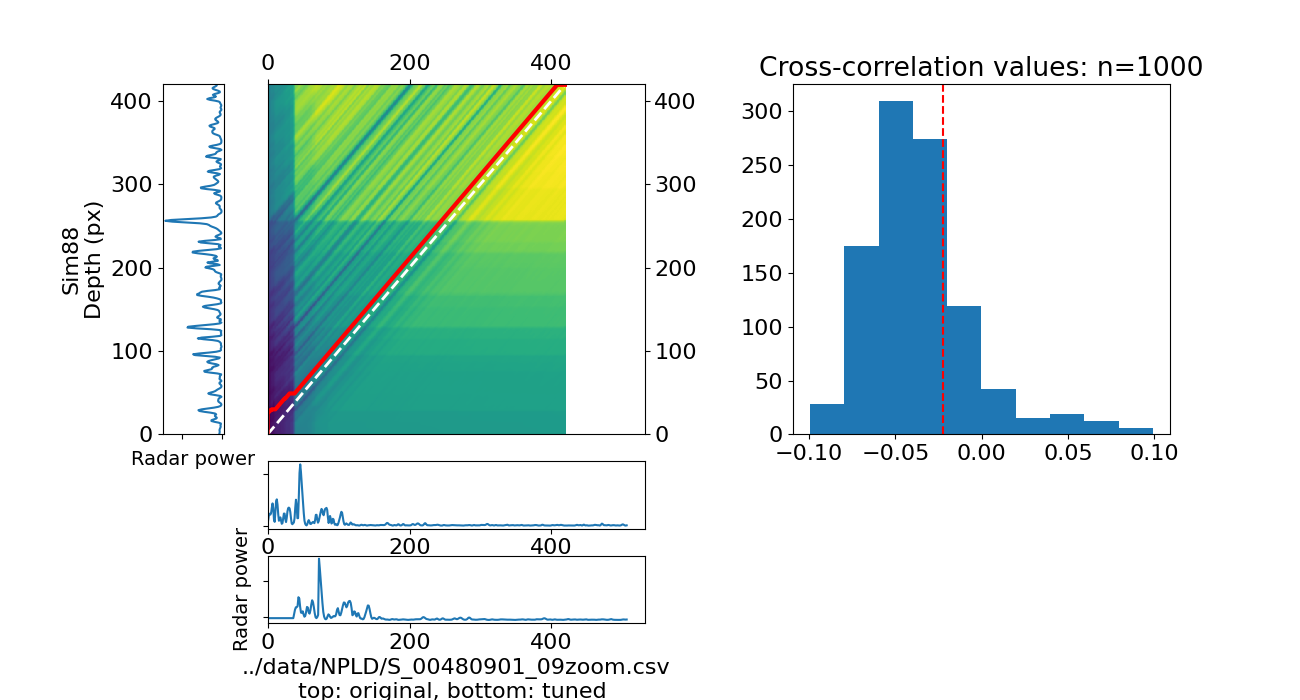 0 200 400
Cross-correlation values: n=1000
400
300
200
100
0
Sim88
Depth (px)
Radar power
400
300
200
100
0
300
250
200
150
100
50
0
−0.10 −0.05 0.00 0.05 0.10
0 200 400
Radar power
0 200 400
../data/NPLD/S_00480901_09zoom.csv
top: original, bottom: tuned